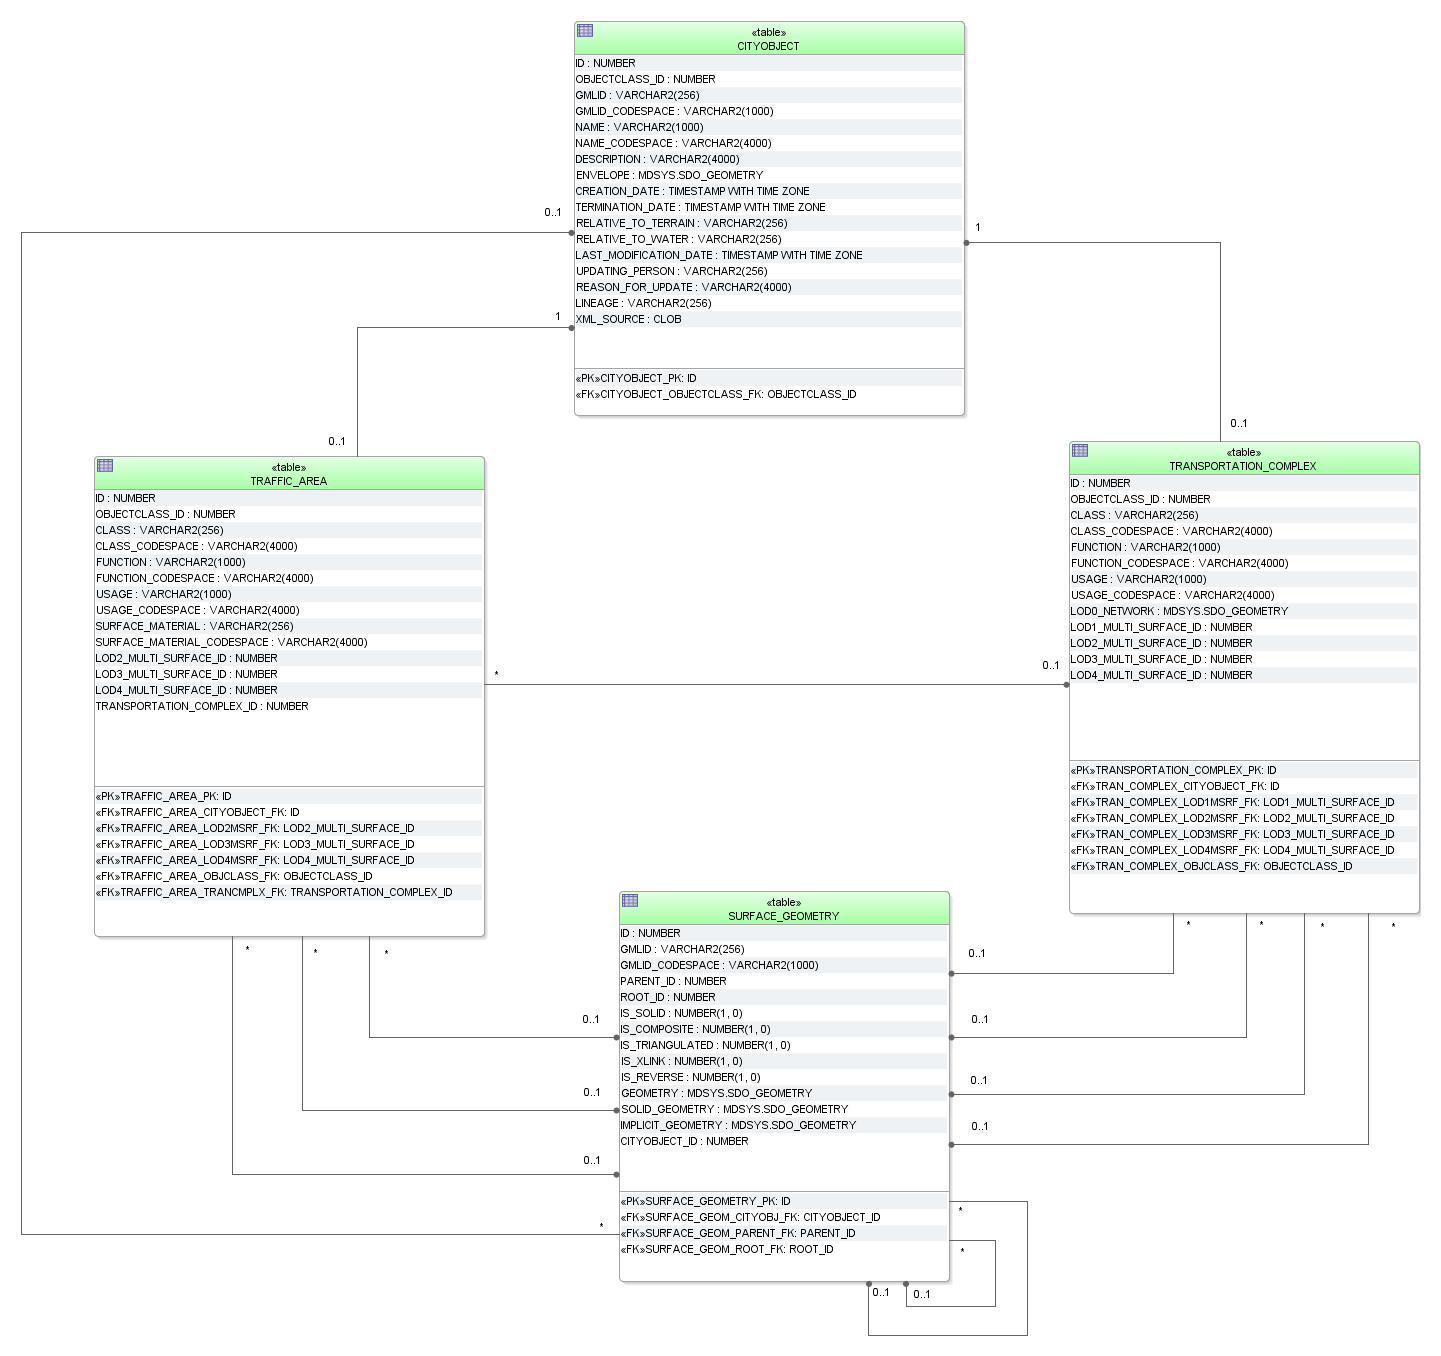 «table»
CITYOBJECT
ID : NUMBER
OBJECTCLASS_ID : NUMBER
GMLID : VARCHAR2(256)
GMLID_CODESPACE : VARCHAR2(1000)
NAME : VARCHAR2(1000)
NAME_CODESPACE : VARCHAR2(4000)
DESCRIPTION : VARCHAR2(4000)
ENVELOPE : MDSYS.SDO_GEOMETRY
CREATION_DATE : TIMESTAMP WITH TIME ZONE
TERMINATION_DATE : TIMESTAMP WITH TIME ZONE
RELATIVE_TO_TERRAIN : VARCHAR2(256)
RELATIVE_TO_WATER : VARCHAR2(256)
LAST_MODIFICATION_DATE : TIMESTAMP WITH TIME ZONE
UPDATING_PERSON : VARCHAR2(256)
REASON_FOR_UPDATE : VARCHAR2(4000)
LINEAGE : VARCHAR2(256)
XML_SOURCE : CLOB
«PK»CITYOBJECT_PK: ID
«FK»CITYOBJECT_OBJECTCLASS_FK: OBJECTCLASS_ID
0..1
1
1
0..1
0..1
«table»
TRAFFIC_AREA
ID : NUMBER
OBJECTCLASS_ID : NUMBER
CLASS : VARCHAR2(256)
CLASS_CODESPACE : VARCHAR2(4000)
FUNCTION : VARCHAR2(1000)
FUNCTION_CODESPACE : VARCHAR2(4000)
USAGE : VARCHAR2(1000)
USAGE_CODESPACE : VARCHAR2(4000)
SURFACE_MATERIAL : VARCHAR2(256)
SURFACE_MATERIAL_CODESPACE : VARCHAR2(4000)
LOD2_MULTI_SURFACE_ID : NUMBER
LOD3_MULTI_SURFACE_ID : NUMBER
LOD4_MULTI_SURFACE_ID : NUMBER
TRANSPORTATION_COMPLEX_ID : NUMBER
«PK»TRAFFIC_AREA_PK: ID
«FK»TRAFFIC_AREA_CITYOBJECT_FK: ID
«FK»TRAFFIC_AREA_LOD2MSRF_FK: LOD2_MULTI_SURFACE_ID
«FK»TRAFFIC_AREA_LOD3MSRF_FK: LOD3_MULTI_SURFACE_ID
«FK»TRAFFIC_AREA_LOD4MSRF_FK: LOD4_MULTI_SURFACE_ID
«FK»TRAFFIC_AREA_OBJCLASS_FK: OBJECTCLASS_ID
«FK»TRAFFIC_AREA_TRANCMPLX_FK: TRANSPORTATION_COMPLEX_ID
*
0..1
«table»
TRANSPORTATION_COMPLEX
ID : NUMBER
OBJECTCLASS_ID : NUMBER
CLASS : VARCHAR2(256)
CLASS_CODESPACE : VARCHAR2(4000)
FUNCTION : VARCHAR2(1000)
FUNCTION_CODESPACE : VARCHAR2(4000)
USAGE : VARCHAR2(1000)
USAGE_CODESPACE : VARCHAR2(4000)
LOD0_NETWORK : MDSYS.SDO_GEOMETRY
LOD1_MULTI_SURFACE_ID : NUMBER
LOD2_MULTI_SURFACE_ID : NUMBER
LOD3_MULTI_SURFACE_ID : NUMBER
LOD4_MULTI_SURFACE_ID : NUMBER
«PK»TRANSPORTATION_COMPLEX_PK: ID
«FK»TRAN_COMPLEX_CITYOBJECT_FK: ID
«FK»TRAN_COMPLEX_LOD1MSRF_FK: LOD1_MULTI_SURFACE_ID
«FK»TRAN_COMPLEX_LOD2MSRF_FK: LOD2_MULTI_SURFACE_ID
«FK»TRAN_COMPLEX_LOD3MSRF_FK: LOD3_MULTI_SURFACE_ID
«FK»TRAN_COMPLEX_LOD4MSRF_FK: LOD4_MULTI_SURFACE_ID
«FK»TRAN_COMPLEX_OBJCLASS_FK: OBJECTCLASS_ID
* * *
* * * *
0..1
0..1
0..1
0..1
0..1
0..1
0..1
«table»
SURFACE_GEOMETRY
ID : NUMBER
GMLID : VARCHAR2(256)
GMLID_CODESPACE : VARCHAR2(1000)
PARENT_ID : NUMBER
ROOT_ID : NUMBER
IS_SOLID : NUMBER(1, 0)
IS_COMPOSITE : NUMBER(1, 0)
IS_TRIANGULATED : NUMBER(1, 0)
IS_XLINK : NUMBER(1, 0)
IS_REVERSE : NUMBER(1, 0)
GEOMETRY : MDSYS.SDO_GEOMETRY
SOLID_GEOMETRY : MDSYS.SDO_GEOMETRY
IMPLICIT_GEOMETRY : MDSYS.SDO_GEOMETRY
CITYOBJECT_ID : NUMBER
«PK»SURFACE_GEOMETRY_PK: ID
«FK»SURFACE_GEOM_CITYOBJ_FK: CITYOBJECT_ID
«FK»SURFACE_GEOM_PARENT_FK: PARENT_ID
«FK»SURFACE_GEOM_ROOT_FK: ROOT_ID
*
*
*
0..1
0..1